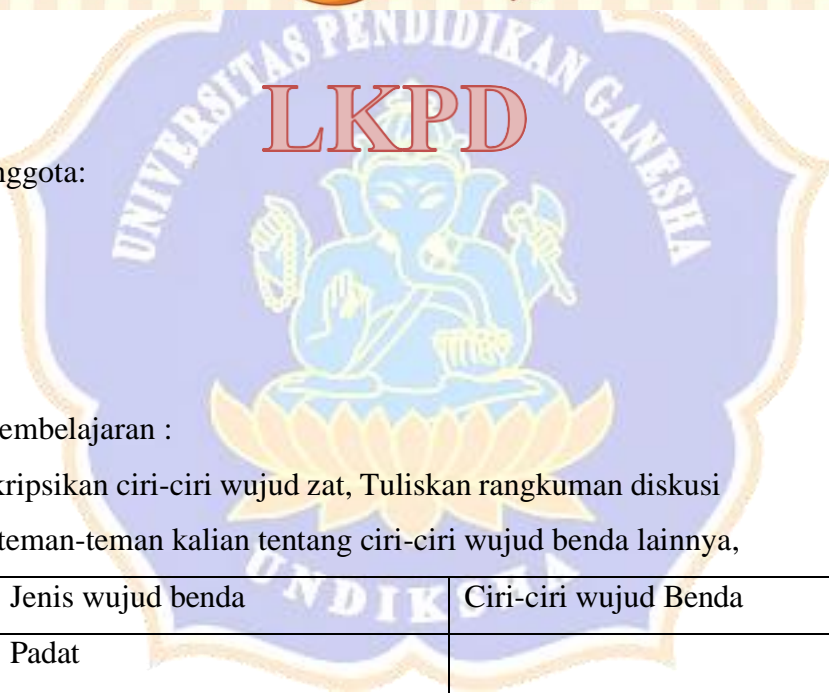 UNIVERSITAS PENDIDIKAN GANESHA
LKPD
nggota:
embelajaran :
kripsikan ciri-ciri wujud zat, Tuliskan rangkuman diskusi
teman-teman kalian tentang ciri-ciri wujud benda lainnya,
UNDIKSHA
Jenis wujud benda Ciri-ciri wujud Benda
Padat